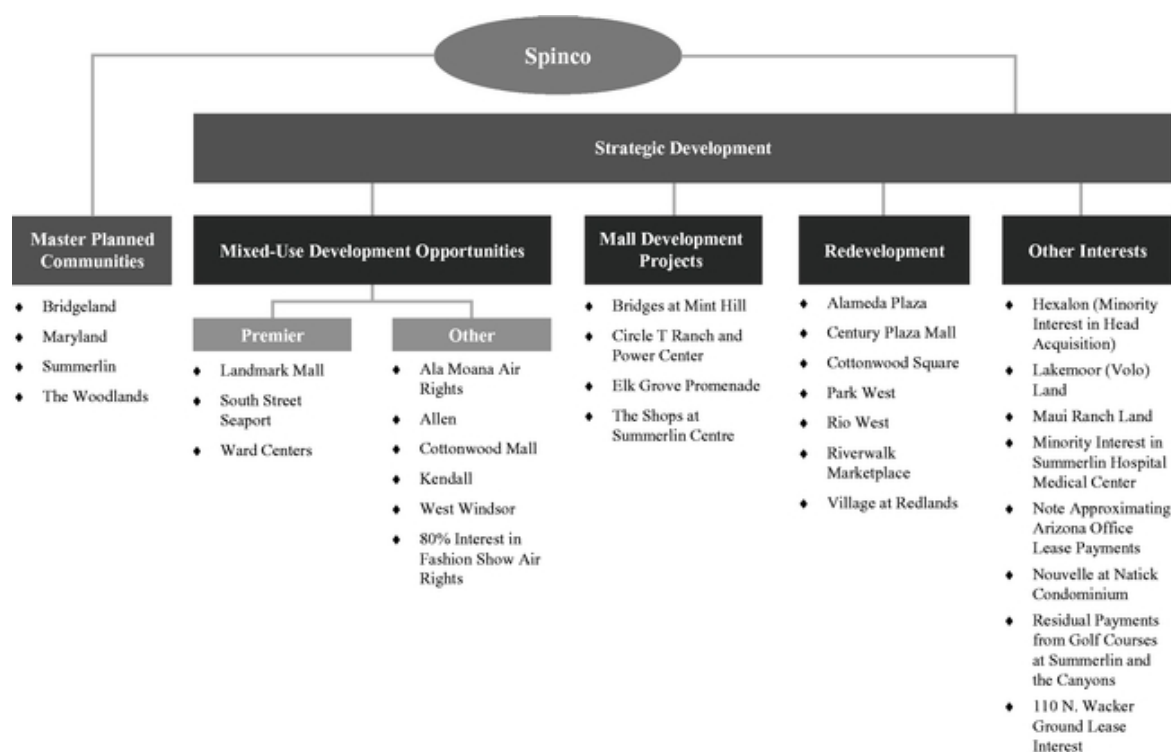 Spinco
Strategic Development
Master Planned
Communities
♦ Bridgeland
♦ Maryland
♦ Summerlin
♦ The Woodlands
Mixed-Use Development Opportunities
Premier
♦ Landmark Mall
♦ South Street
Seaport
♦ Ward Centers
Other
♦ Ala Moana Air
Rights
♦ Allen
♦ Cottonwood Mall
♦ Kendall
♦ West Windsor
♦ 80% Interest in
Fashion Show Air
Rights
Mall Development
Projects
♦ Bridges at Mint Hill
♦ Circle T Ranch and
Power Center
♦ Elk Grove Promenade
♦ The Shops at
Summerlin Centre
Redevelopment
♦ Alameda Plaza
♦ Century Plaza Mall
♦ Cottonwood Square
♦ Park West
♦ Rio West
♦ Riverwalk
Marketplace
♦ Village at Redlands
Other Interests
♦ Hexalon (Minority
Interest in Head
Acquisition)
♦ Lakemoor (Volo)
Land
♦ Maui Ranch Land
♦ Minority Interest in
Summerlin Hospital
Medical Center
♦ Note Approximating
Arizona Office
Lease Payments
♦ Nouvelle at Natick
Condominium
♦ Residual Payments
from Golf Courses
at Summerlin and
the Canyons
♦ 110 N. Wacker
Ground Lease
Interest